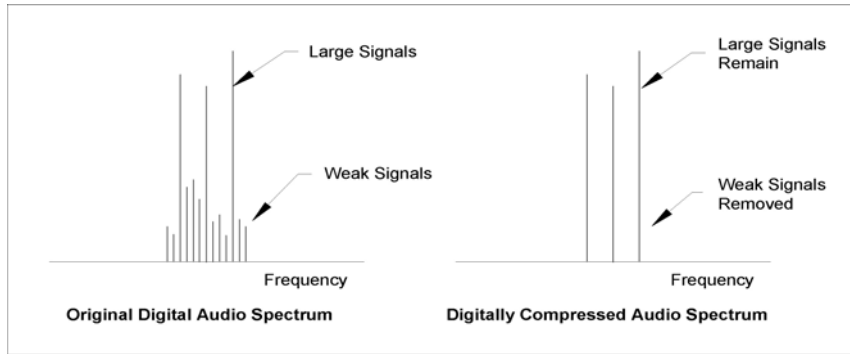 Large Signals
Weak Signals
Frequency
Original Digital Audio Spectrum
Large Signals
Remain
Weak Signals
Removed
Frequency
Digitally Compressed Audio Spectrum